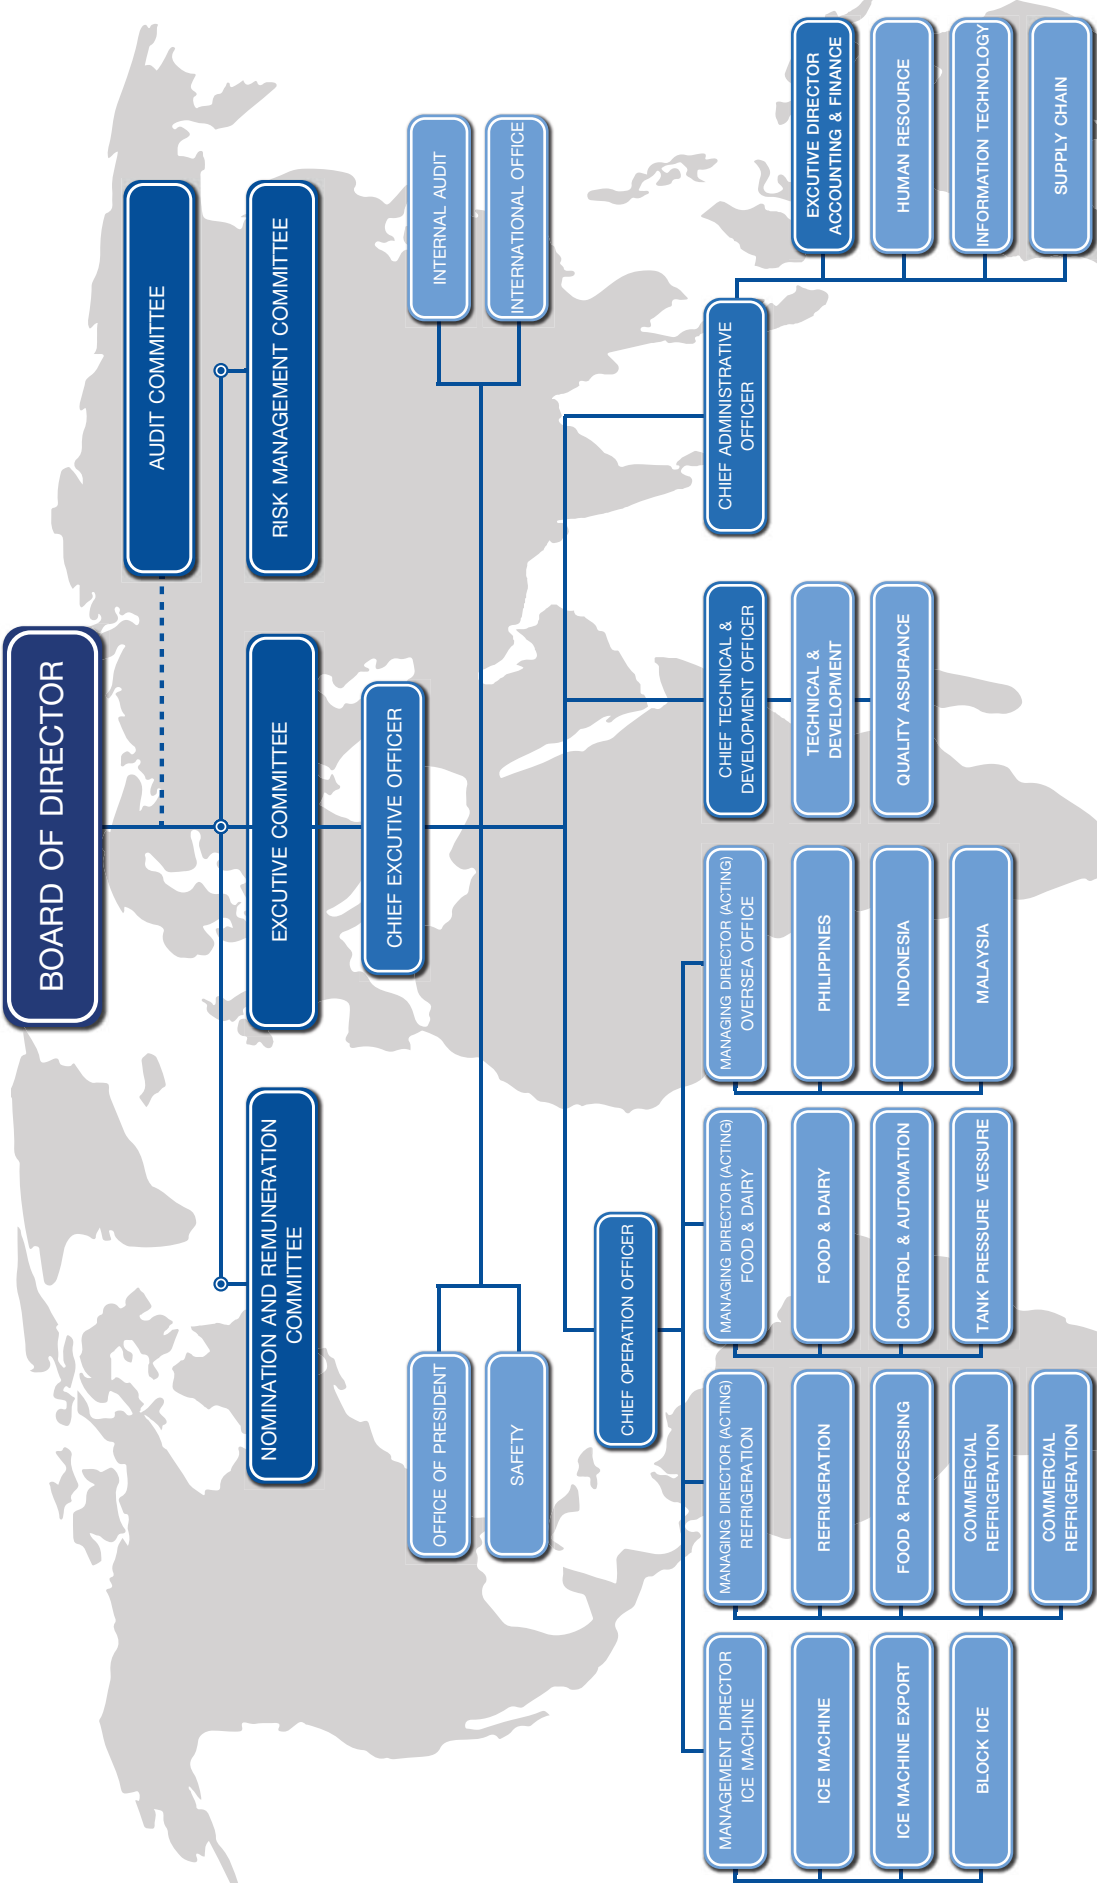 BOARD OF DIRECTOR
AUDIT COMMITTEE
NOMINATION AND REMUNERATION
COMMITTEE
EXCUTIVE COMMITTEE
RISK MANAGEMENT COMMITTEE
CHIEF EXCUTIVE OFFICER
OFFICE OF PRESIDENT
SAFETY
INTERNAL AUDIT
INTERNATIONAL OFFICE
CHIEF OPERATION OFFICER
MANAGEMENT DIRECTOR
ICE MACHINE
ICE MACHINE
ICE MACHINE EXPORT
BLOCK ICE
MANAGING DIRECTOR (ACTING)
REFRIGERATION
REFRIGERATION
FOOD & PROCESSING
COMMERCIAL
REFRIGERATION
COMMERCIAL
REFRIGERATION
MANAGING DIRECTOR (ACTING)
FOOD & DAIRY
FOOD & DAIRY
CONTROL & AUTOMATION
TANK PRESSURE VESSURE
MANAGING DIRECTOR (ACTING)
OVERSEA OFFICE
PHILIPPINES
INDONESIA
MALAYSIA
CHIEF TECHNICAL &
DEVELOPMENT OFFICER
TECHNICAL &
DEVELOPMENT
QUALITY ASSURANCE
CHIEF ADMINISTRATIVE
OFFICER
EXCUTIVE DIRECTOR
ACCOUNTING & FINANCE
HUMAN RESOURCE
INFORMATION TECHNOLOGY
SUPPLY CHAIN